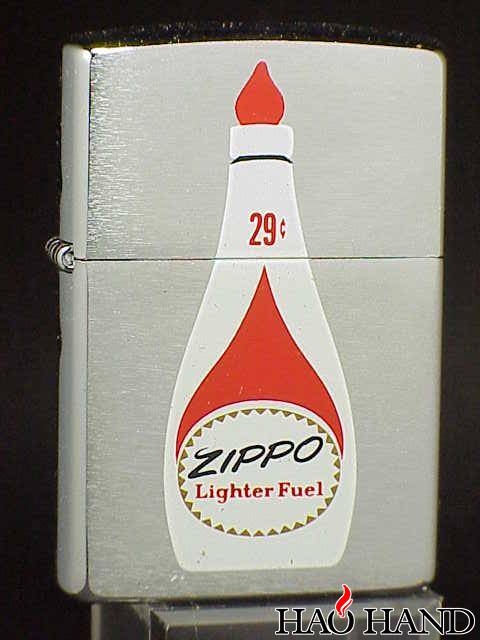 29¢
ZIPPO
Lighter Fuel
HAO HAND